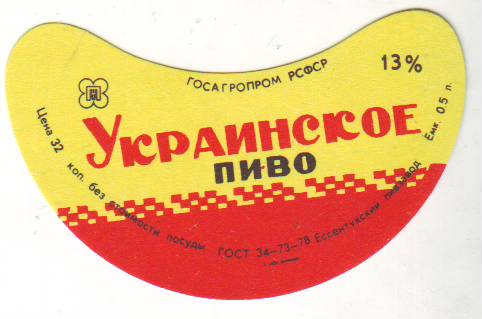 ГОСАГРОПРОМ РСФСР
13%
УКРАИНСКОЕ
ПИВО
Цена 32 коп. без стоимости посуды. ГОСТ 34-73-78 Ессентукский пивзавод Емк. 0,5 л.